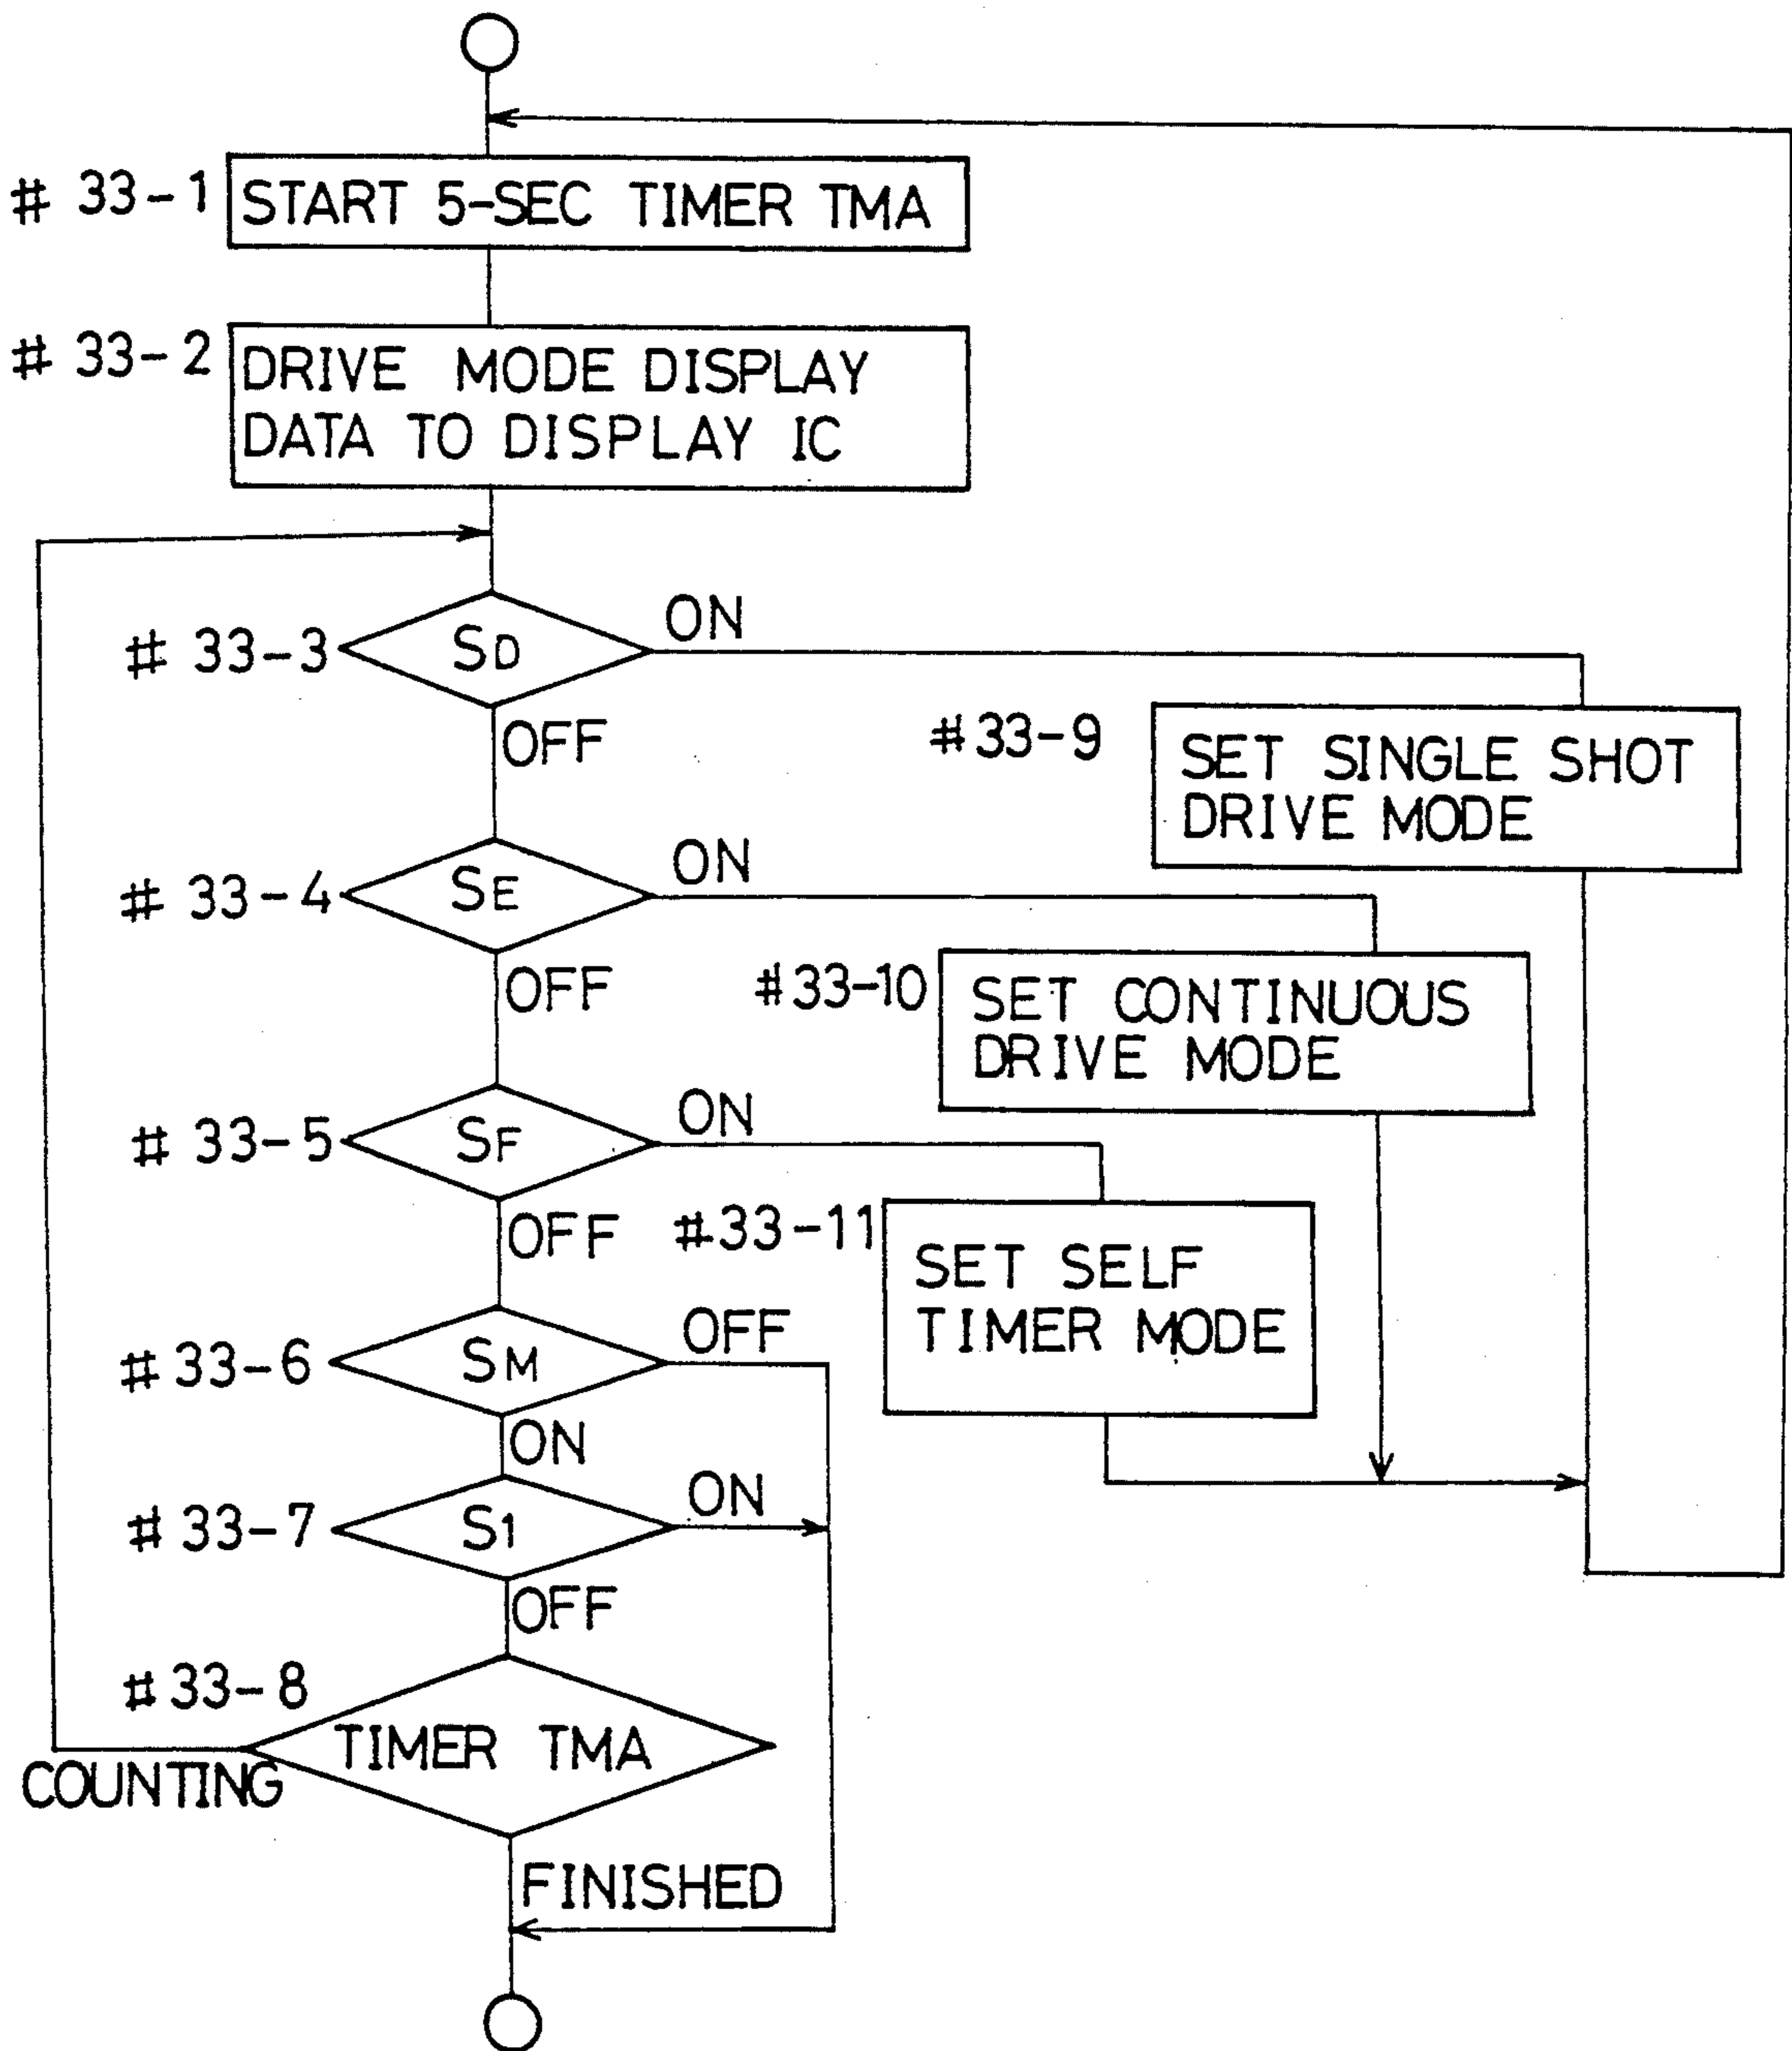 # 33-1
START 5-SEC TIMER TMA
# 33-2
DRIVE MODE DISPLAY
DATA TO DISPLAY IC
# 33-3
SD
ON
OFF
#33-9
SET SINGLE SHOT
DRIVE MODE
# 33-4
SE
ON
OFF
#33-10
SET CONTINUOUS
DRIVE MODE
# 33-5
SF
ON
OFF
#33-11
SET SELF
TIMER MODE
# 33-6
SM
OFF
ON
# 33-7
S1
ON
OFF
#33-8
TIMER TMA
COUNTING
FINISHED